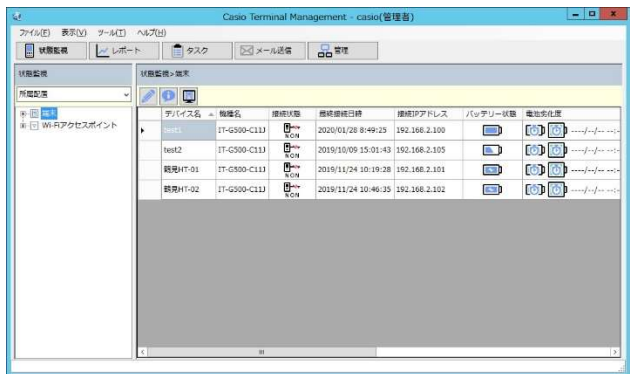 Casio Terminal Management - casio(管理者)
ファイル(F) 表示(V) ツール(T) ヘルプ(H)
状態監視 レポート タスク メール送信 管理
状態監視
状態監視>端末
所属配置
端末
Wi-Fiアクセスポイント
デバイス名 機種名 接続状態 最終接続日時 接続IPアドレス バッテリー状態 電池劣化度
test1 IT-G500-C11J NON 2020/01/28 8:49:25 192.168.2.100 ----/--/-- --:-
test2 IT-G500-C11J NON 2019/10/09 15:01:43 192.168.2.105 ----/--/-- --:-
鶴見HT-01 IT-G500-C11J NON 2019/11/24 10:19:28 192.168.2.101 ----/--/-- --:-
鶴見HT-02 IT-G500-C11J NON 2019/11/24 10:46:35 192.168.2.102 ----/--/-- --:-